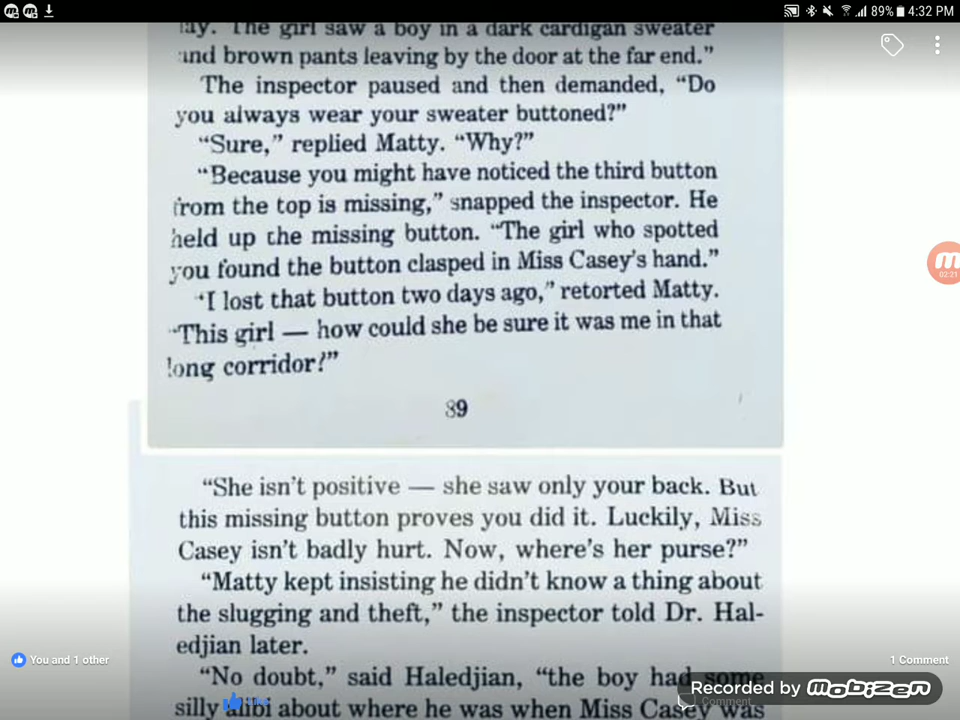 89% 4:32 PM
lay. The girl saw a boy in a dark cardigan sweater
and brown pants leaving by the door at the far end.”
The inspector paused and then demanded, “Do
you always wear your sweater buttoned?”
“Sure,” replied Matty. “Why?”
“Because you might have noticed the third button
from the top is missing,” snapped the inspector. He
held up the missing button. “The girl who spotted
you found the button clasped in Miss Casey’s hand.”
“I lost that button two days ago,” retorted Matty.
“This girl — how could she be sure it was me in that
long corridor?”
89
“She isn’t positive — she saw only your back. But
this missing button proves you did it. Luckily, Miss
Casey isn’t badly hurt. Now, where’s her purse?”
“Matty kept insisting he didn’t know a thing about
the slugging and theft,” the inspector told Dr. Hal-
edjian later.
“No doubt,” said Haledjian, “the boy had some
silly alibi about where he was when Miss Casey was
02:21
You and 1 other
1 Comment
Like
Comment
Recorded by mobizen